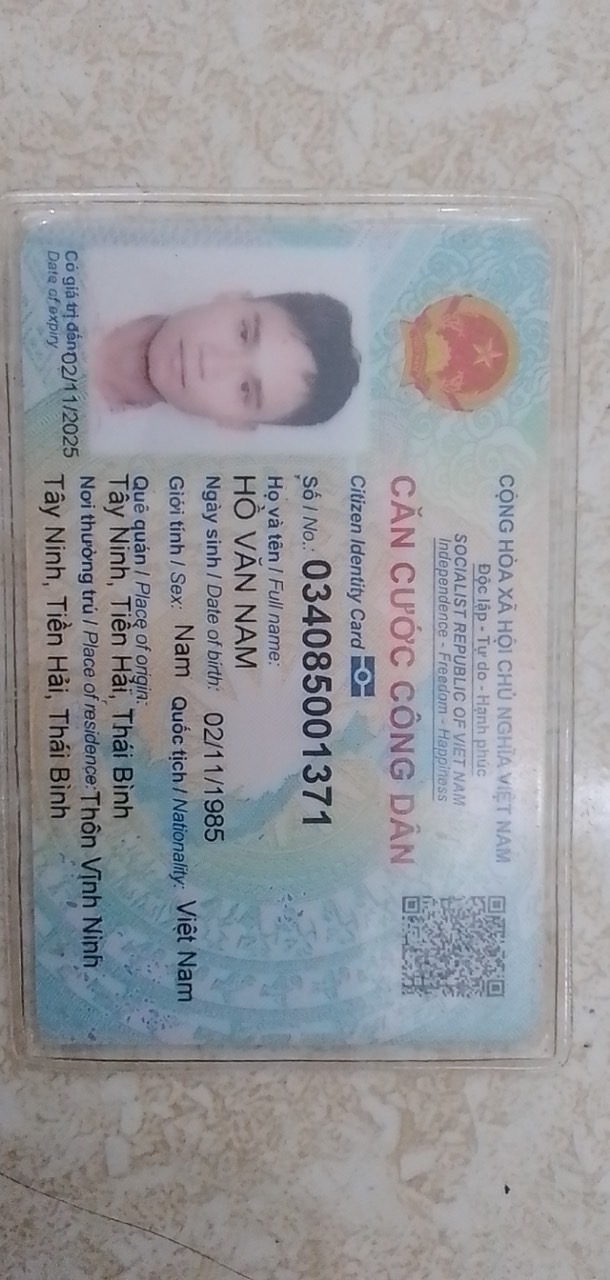 CỘNG HÒA XÃ HỘI CHỦ NGHĨA VIỆT NAM
Độc lập - Tự do - Hạnh phúc
SOCIALIST REPUBLIC OF VIET NAM
Independence - Freedom - Happiness
CĂN CƯỚC CÔNG DÂN
Citizen Identity Card
Số / No.: 034085001371
Họ và tên / Full name:
HỒ VĂN NAM
Ngày sinh / Date of birth: 02/11/1985
Giới tính / Sex: Nam Quốc tịch / Nationality: Việt Nam
Quê quán / Place of origin:
Tây Ninh, Tiền Hải, Thái Bình
Nơi thường trú / Place of residence: Thôn Vịnh Ninh
Tây Ninh, Tiền Hải, Thái Bình
Có giá trị đến 02/11/2025
Date of expiry